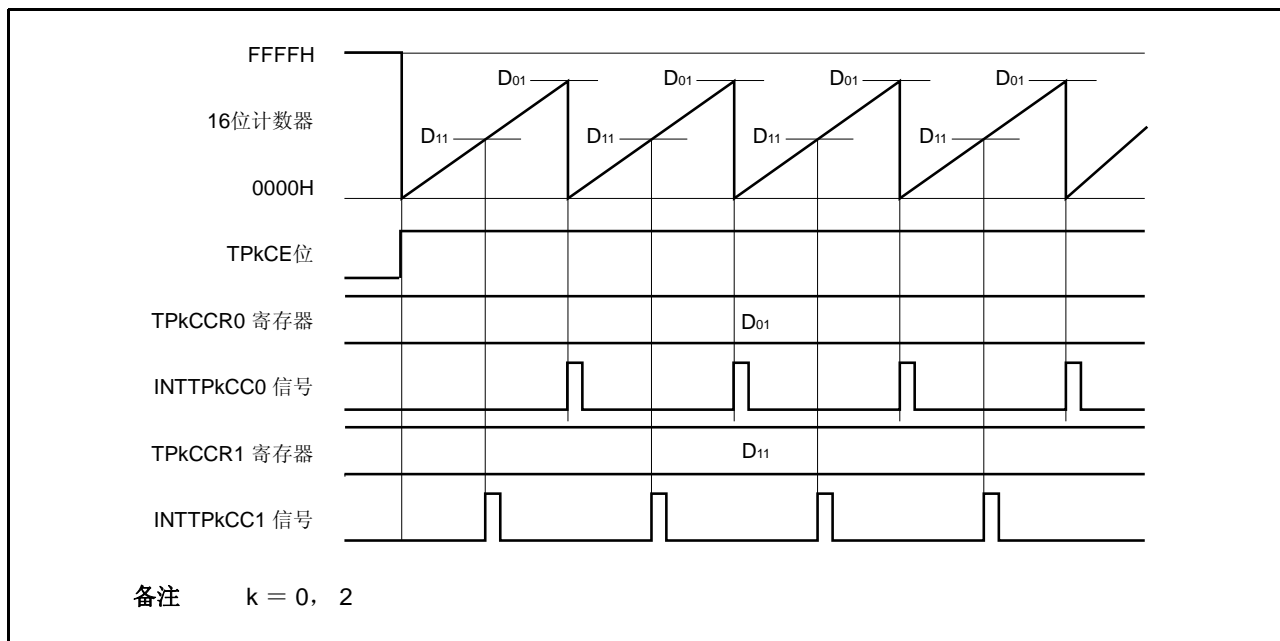 FFFFH
D01 D01 D01 D01
16位计数器
D11 D11 D11 D11
0000H
TPkCE位
TPkCCR0 寄存器 D01
INTTPkCC0 信号
TPkCCR1 寄存器 D11
INTTPkCC1 信号
备注 k = 0, 2